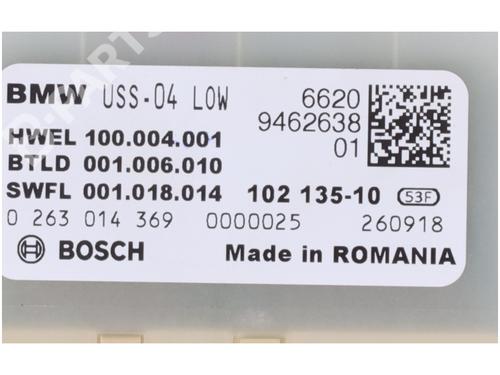 BMW USS-04 LOW 6620
9462638
HWEL 100.004.001 01
BTLD 001.006.010
SWFL 001.018.014 102 135-10 53F
0 263 014 369 0000025 260918
BOSCH Made in ROMANIA